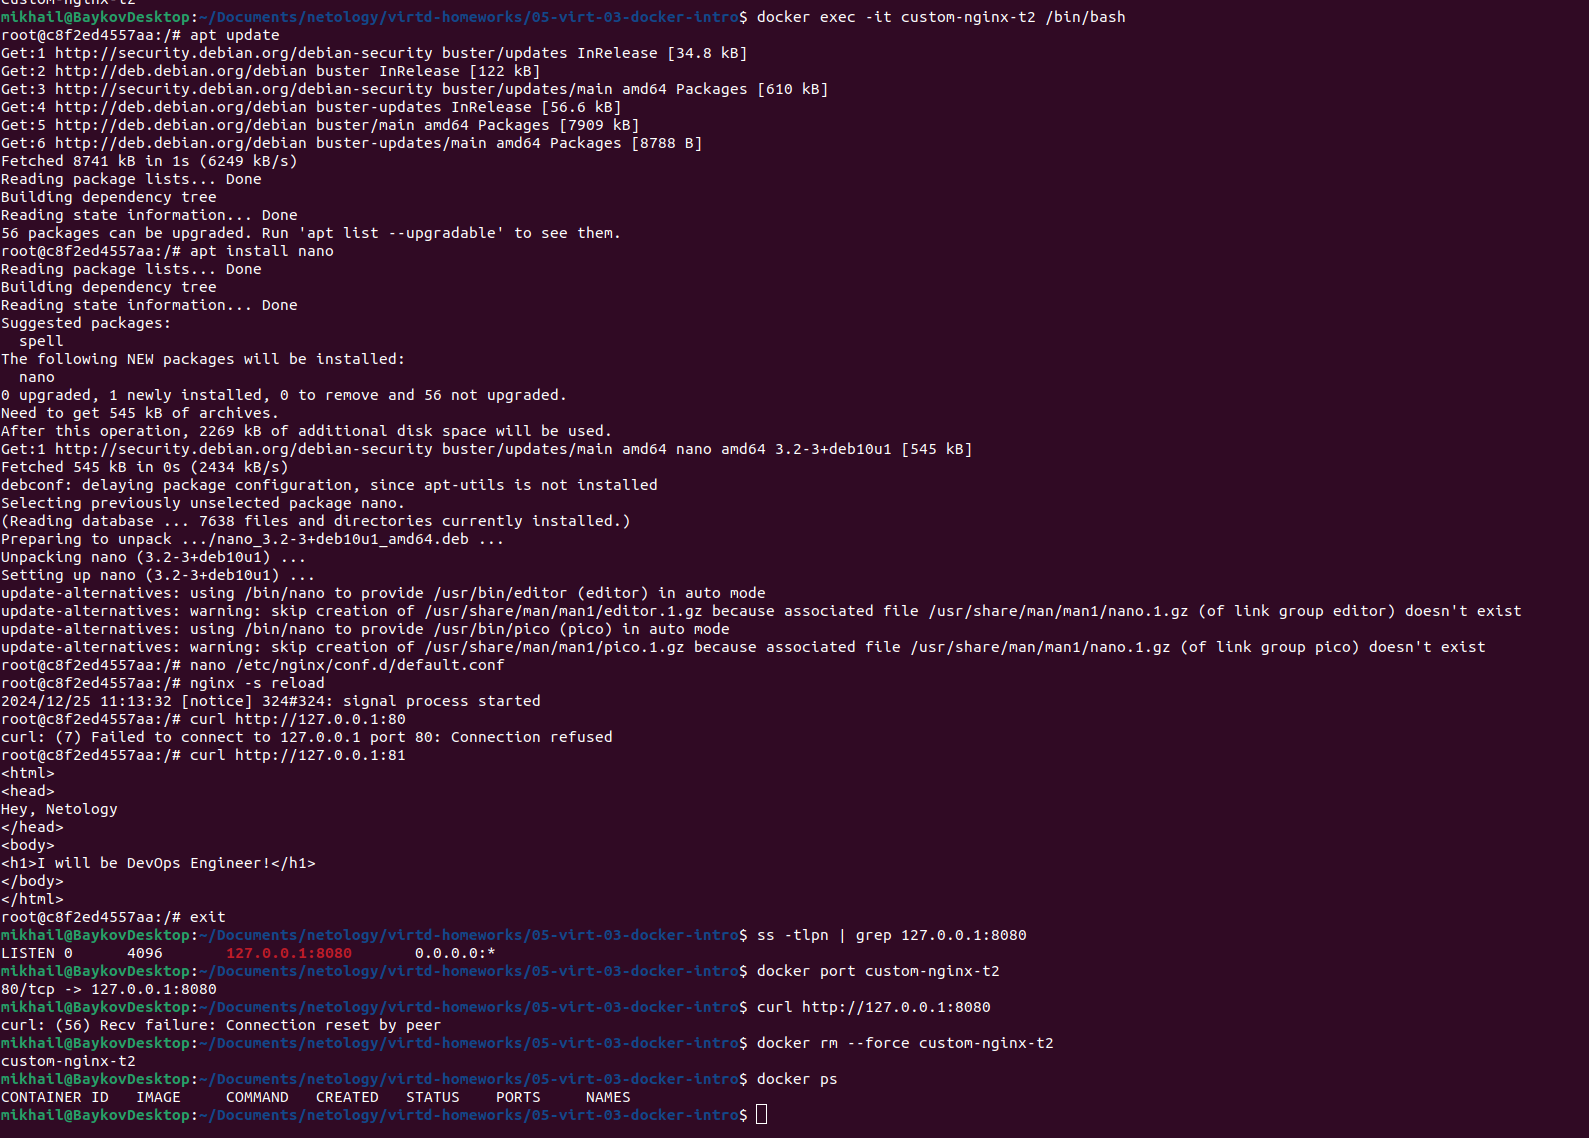 custom-nginx-t2
mikhail@BaykovDesktop:~/Documents/netology/virtd-homeworks/05-virt-03-docker-intro$ docker exec -it custom-nginx-t2 /bin/bash
root@c8f2ed4557aa:/# apt update
Get:1 http://security.debian.org/debian-security buster/updates InRelease [34.8 kB]
Get:2 http://deb.debian.org/debian buster InRelease [122 kB]
Get:3 http://security.debian.org/debian-security buster/updates/main amd64 Packages [610 kB]
Get:4 http://deb.debian.org/debian buster-updates InRelease [56.6 kB]
Get:5 http://deb.debian.org/debian buster/main amd64 Packages [7909 kB]
Get:6 http://deb.debian.org/debian buster-updates/main amd64 Packages [8788 B]
Fetched 8741 kB in 1s (6249 kB/s)
Reading package lists... Done
Building dependency tree
Reading state information... Done
56 packages can be upgraded. Run 'apt list --upgradable' to see them.
root@c8f2ed4557aa:/# apt install nano
Reading package lists... Done
Building dependency tree
Reading state information... Done
Suggested packages:
  spell
The following NEW packages will be installed:
  nano
0 upgraded, 1 newly installed, 0 to remove and 56 not upgraded.
Need to get 545 kB of archives.
After this operation, 2269 kB of additional disk space will be used.
Get:1 http://security.debian.org/debian-security buster/updates/main amd64 nano amd64 3.2-3+deb10u1 [545 kB]
Fetched 545 kB in 0s (2434 kB/s)
debconf: delaying package configuration, since apt-utils is not installed
Selecting previously unselected package nano.
(Reading database ... 7638 files and directories currently installed.)
Preparing to unpack .../nano_3.2-3+deb10u1_amd64.deb ...
Unpacking nano (3.2-3+deb10u1) ...
Setting up nano (3.2-3+deb10u1) ...
update-alternatives: using /bin/nano to provide /usr/bin/editor (editor) in auto mode
update-alternatives: warning: skip creation of /usr/share/man/man1/editor.1.gz because associated file /usr/share/man/man1/nano.1.gz (of link group editor) doesn't exist
update-alternatives: using /bin/nano to provide /usr/bin/pico (pico) in auto mode
update-alternatives: warning: skip creation of /usr/share/man/man1/pico.1.gz because associated file /usr/share/man/man1/nano.1.gz (of link group pico) doesn't exist
root@c8f2ed4557aa:/# nano /etc/nginx/conf.d/default.conf
root@c8f2ed4557aa:/# nginx -s reload
2024/12/25 11:13:32 [notice] 324#324: signal process started
root@c8f2ed4557aa:/# curl http://127.0.0.1:80
curl: (7) Failed to connect to 127.0.0.1 port 80: Connection refused
root@c8f2ed4557aa:/# curl http://127.0.0.1:81
<html>
<head>
Hey, Netology
</head>
<body>
<h1>I will be DevOps Engineer!</h1>
</body>
</html>
root@c8f2ed4557aa:/# exit
mikhail@BaykovDesktop:~/Documents/netology/virtd-homeworks/05-virt-03-docker-intro$ ss -tlpn | grep 127.0.0.1:8080
LISTEN 0      4096       127.0.0.1:8080       0.0.0.0:*
mikhail@BaykovDesktop:~/Documents/netology/virtd-homeworks/05-virt-03-docker-intro$ docker port custom-nginx-t2
80/tcp -> 127.0.0.1:8080
mikhail@BaykovDesktop:~/Documents/netology/virtd-homeworks/05-virt-03-docker-intro$ curl http://127.0.0.1:8080
curl: (56) Recv failure: Connection reset by peer
mikhail@BaykovDesktop:~/Documents/netology/virtd-homeworks/05-virt-03-docker-intro$ docker rm --force custom-nginx-t2
custom-nginx-t2
mikhail@BaykovDesktop:~/Documents/netology/virtd-homeworks/05-virt-03-docker-intro$ docker ps
CONTAINER ID   IMAGE     COMMAND   CREATED   STATUS    PORTS     NAMES
mikhail@BaykovDesktop:~/Documents/netology/virtd-homeworks/05-virt-03-docker-intro$